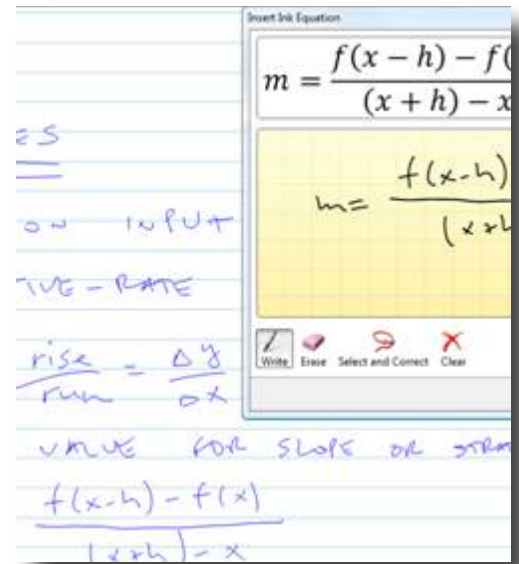 Insert Ink Equation
m = f(x − h) − f( / (x + h) − x
m= f(x-h) / (x+h
Write Erase Select and Correct Clear
ES
ON INPUT
TIVE - RATE
rise / run = Δy / Δx
VALUE FOR SLOPE OR STRA
f(x-h) - f(x) / (x+h) - x